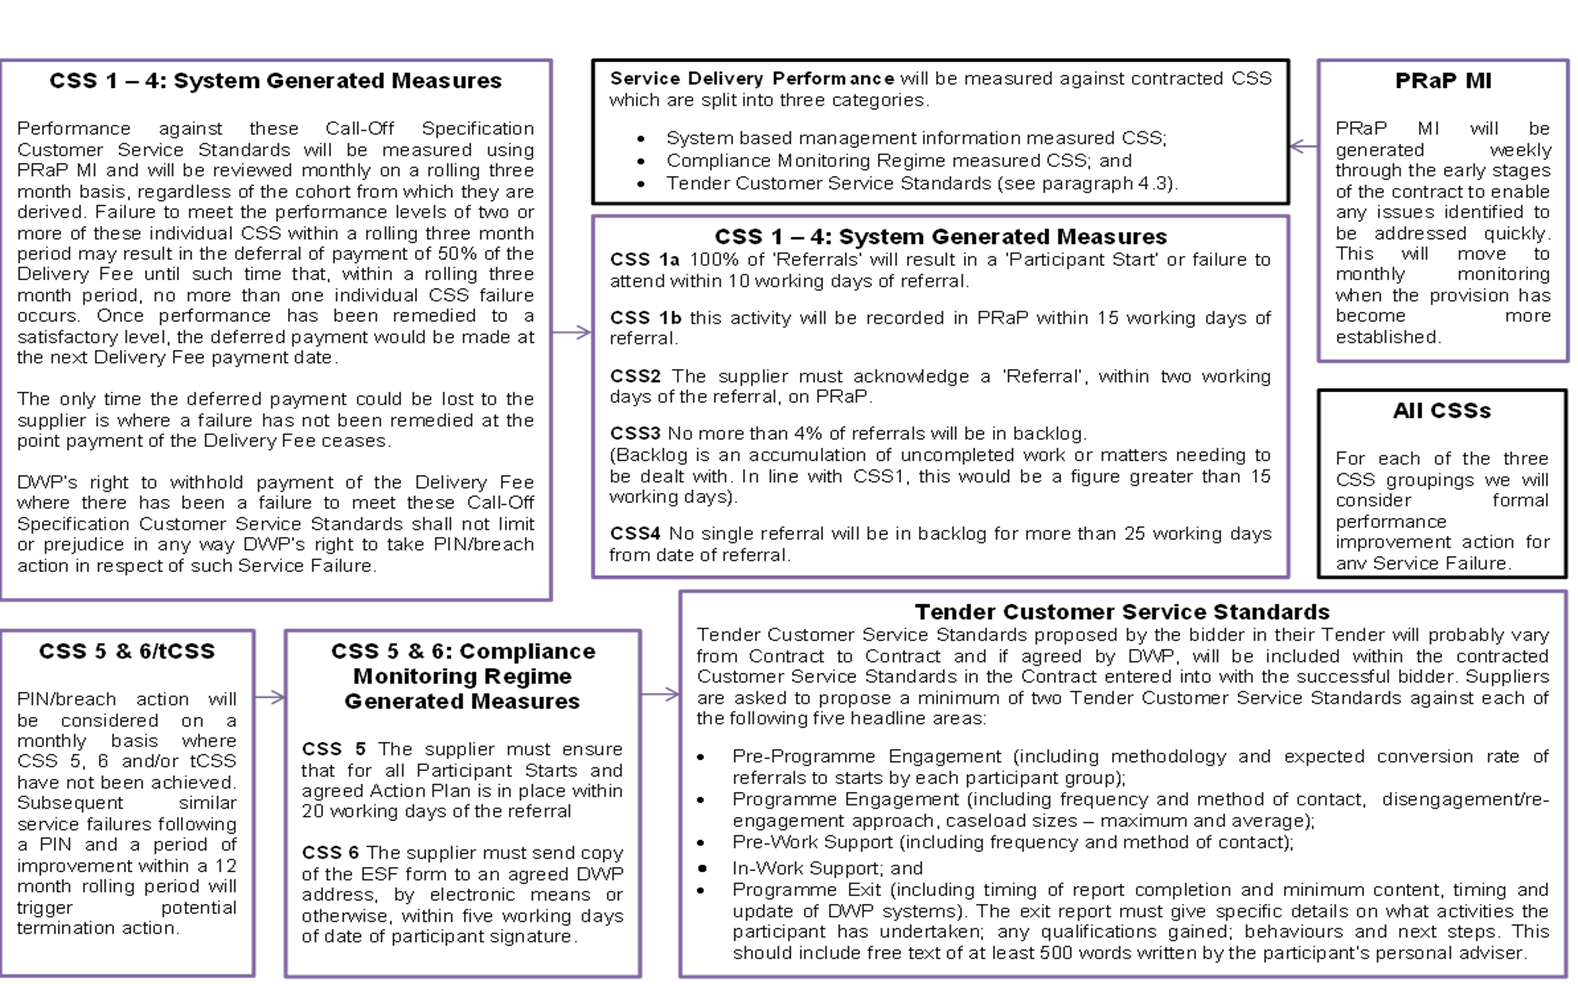 CSS 1 – 4: System Generated Measures
Performance against these Call-Off Specification
Customer Service Standards will be measured using
PRaP MI and will be reviewed monthly on a rolling three
month basis, regardless of the cohort from which they are
derived. Failure to meet the performance levels of two or
more of these individual CSS within a rolling three month
period may result in the deferral of payment of 50% of the
Delivery Fee until such time that, within a rolling three
month period, no more than one individual CSS failure
occurs. Once performance has been remedied to a
satisfactory level, the deferred payment would be made at
the next Delivery Fee payment date.
The only time the deferred payment could be lost to the
supplier is where a failure has not been remedied at the
point payment of the Delivery Fee ceases.
DWP's right to withhold payment of the Delivery Fee
where there has been a failure to meet these Call-Off
Specification Customer Service Standards shall not limit
or prejudice in any way DWP's right to take PIN/breach
action in respect of such Service Failure.
Service Delivery Performance will be measured against contracted CSS
which are split into three categories.
• System based management information measured CSS;
• Compliance Monitoring Regime measured CSS; and
• Tender Customer Service Standards (see paragraph 4.3).
CSS 1 – 4: System Generated Measures
CSS 1a 100% of 'Referrals' will result in a 'Participant Start' or failure to
attend within 10 working days of referral.
CSS 1b this activity will be recorded in PRaP within 15 working days of
referral.
CSS2 The supplier must acknowledge a 'Referral', within two working
days of the referral, on PRaP.
CSS3 No more than 4% of referrals will be in backlog.
(Backlog is an accumulation of uncompleted work or matters needing to
be dealt with. In line with CSS1, this would be a figure greater than 15
working days).
CSS4 No single referral will be in backlog for more than 25 working days
from date of referral.
PRaP MI
PRaP MI will be
generated weekly
through the early stages
of the contract to enable
any issues identified to
be addressed quickly.
This will move to
monthly monitoring
when the provision has
become more
established.
All CSSs
For each of the three
CSS groupings we will
consider formal
performance
improvement action for
any Service Failure.
CSS 5 & 6/tCSS
PIN/breach action will
be considered on a
monthly basis where
CSS 5, 6 and/or tCSS
have not been achieved.
Subsequent similar
service failures following
a PIN and a period of
improvement within a 12
month rolling period will
trigger potential
termination action.
CSS 5 & 6: Compliance
Monitoring Regime
Generated Measures
CSS 5 The supplier must ensure
that for all Participant Starts and
agreed Action Plan is in place within
20 working days of the referral
CSS 6 The supplier must send copy
of the ESF form to an agreed DWP
address, by electronic means or
otherwise, within five working days
of date of participant signature.
Tender Customer Service Standards
Tender Customer Service Standards proposed by the bidder in their Tender will probably vary
from Contract to Contract and if agreed by DWP, will be included within the contracted
Customer Service Standards in the Contract entered into with the successful bidder. Suppliers
are asked to propose a minimum of two Tender Customer Service Standards against each of
the following five headline areas:
• Pre-Programme Engagement (including methodology and expected conversion rate of
referrals to starts by each participant group);
• Programme Engagement (including frequency and method of contact, disengagement/re-
engagement approach, caseload sizes – maximum and average);
• Pre-Work Support (including frequency and method of contact);
• In-Work Support; and
• Programme Exit (including timing of report completion and minimum content, timing and
update of DWP systems). The exit report must give specific details on what activities the
participant has undertaken; any qualifications gained; behaviours and next steps. This
should include free text of at least 500 words written by the participant's personal adviser.